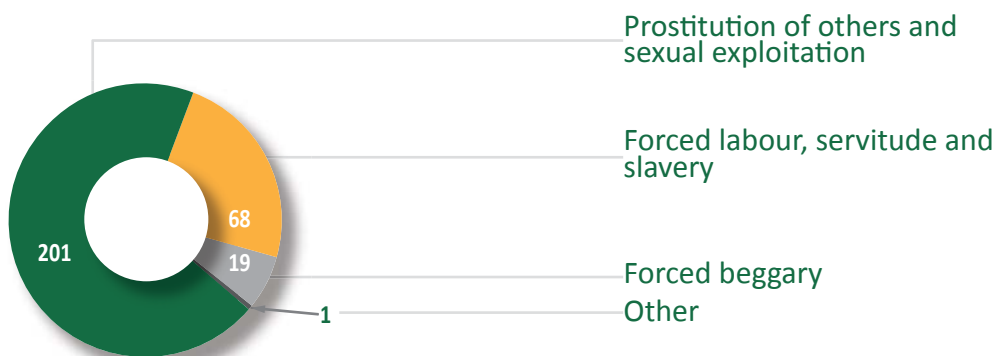 Prostitution of others and
sexual exploitation
Forced labour, servitude and
slavery
68
201
19
Forced beggary
1
Other